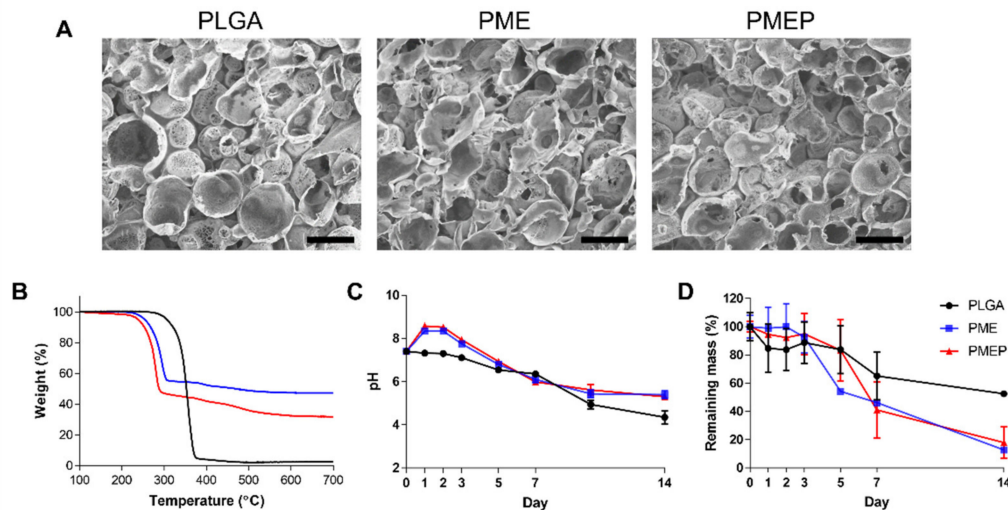 PLGA PME PMEP
A
B
Weight (%)
100
80
60
40
20
0
100 200 300 400 500 600 700
Temperature (°C)
C
pH
10
8
6
4
2
0 1 2 3 5 7 14
Day
D
Remaining mass (%)
120
100
80
60
40
20
0
0 1 2 3 5 7 14
Day
PLGA
PME
PMEP